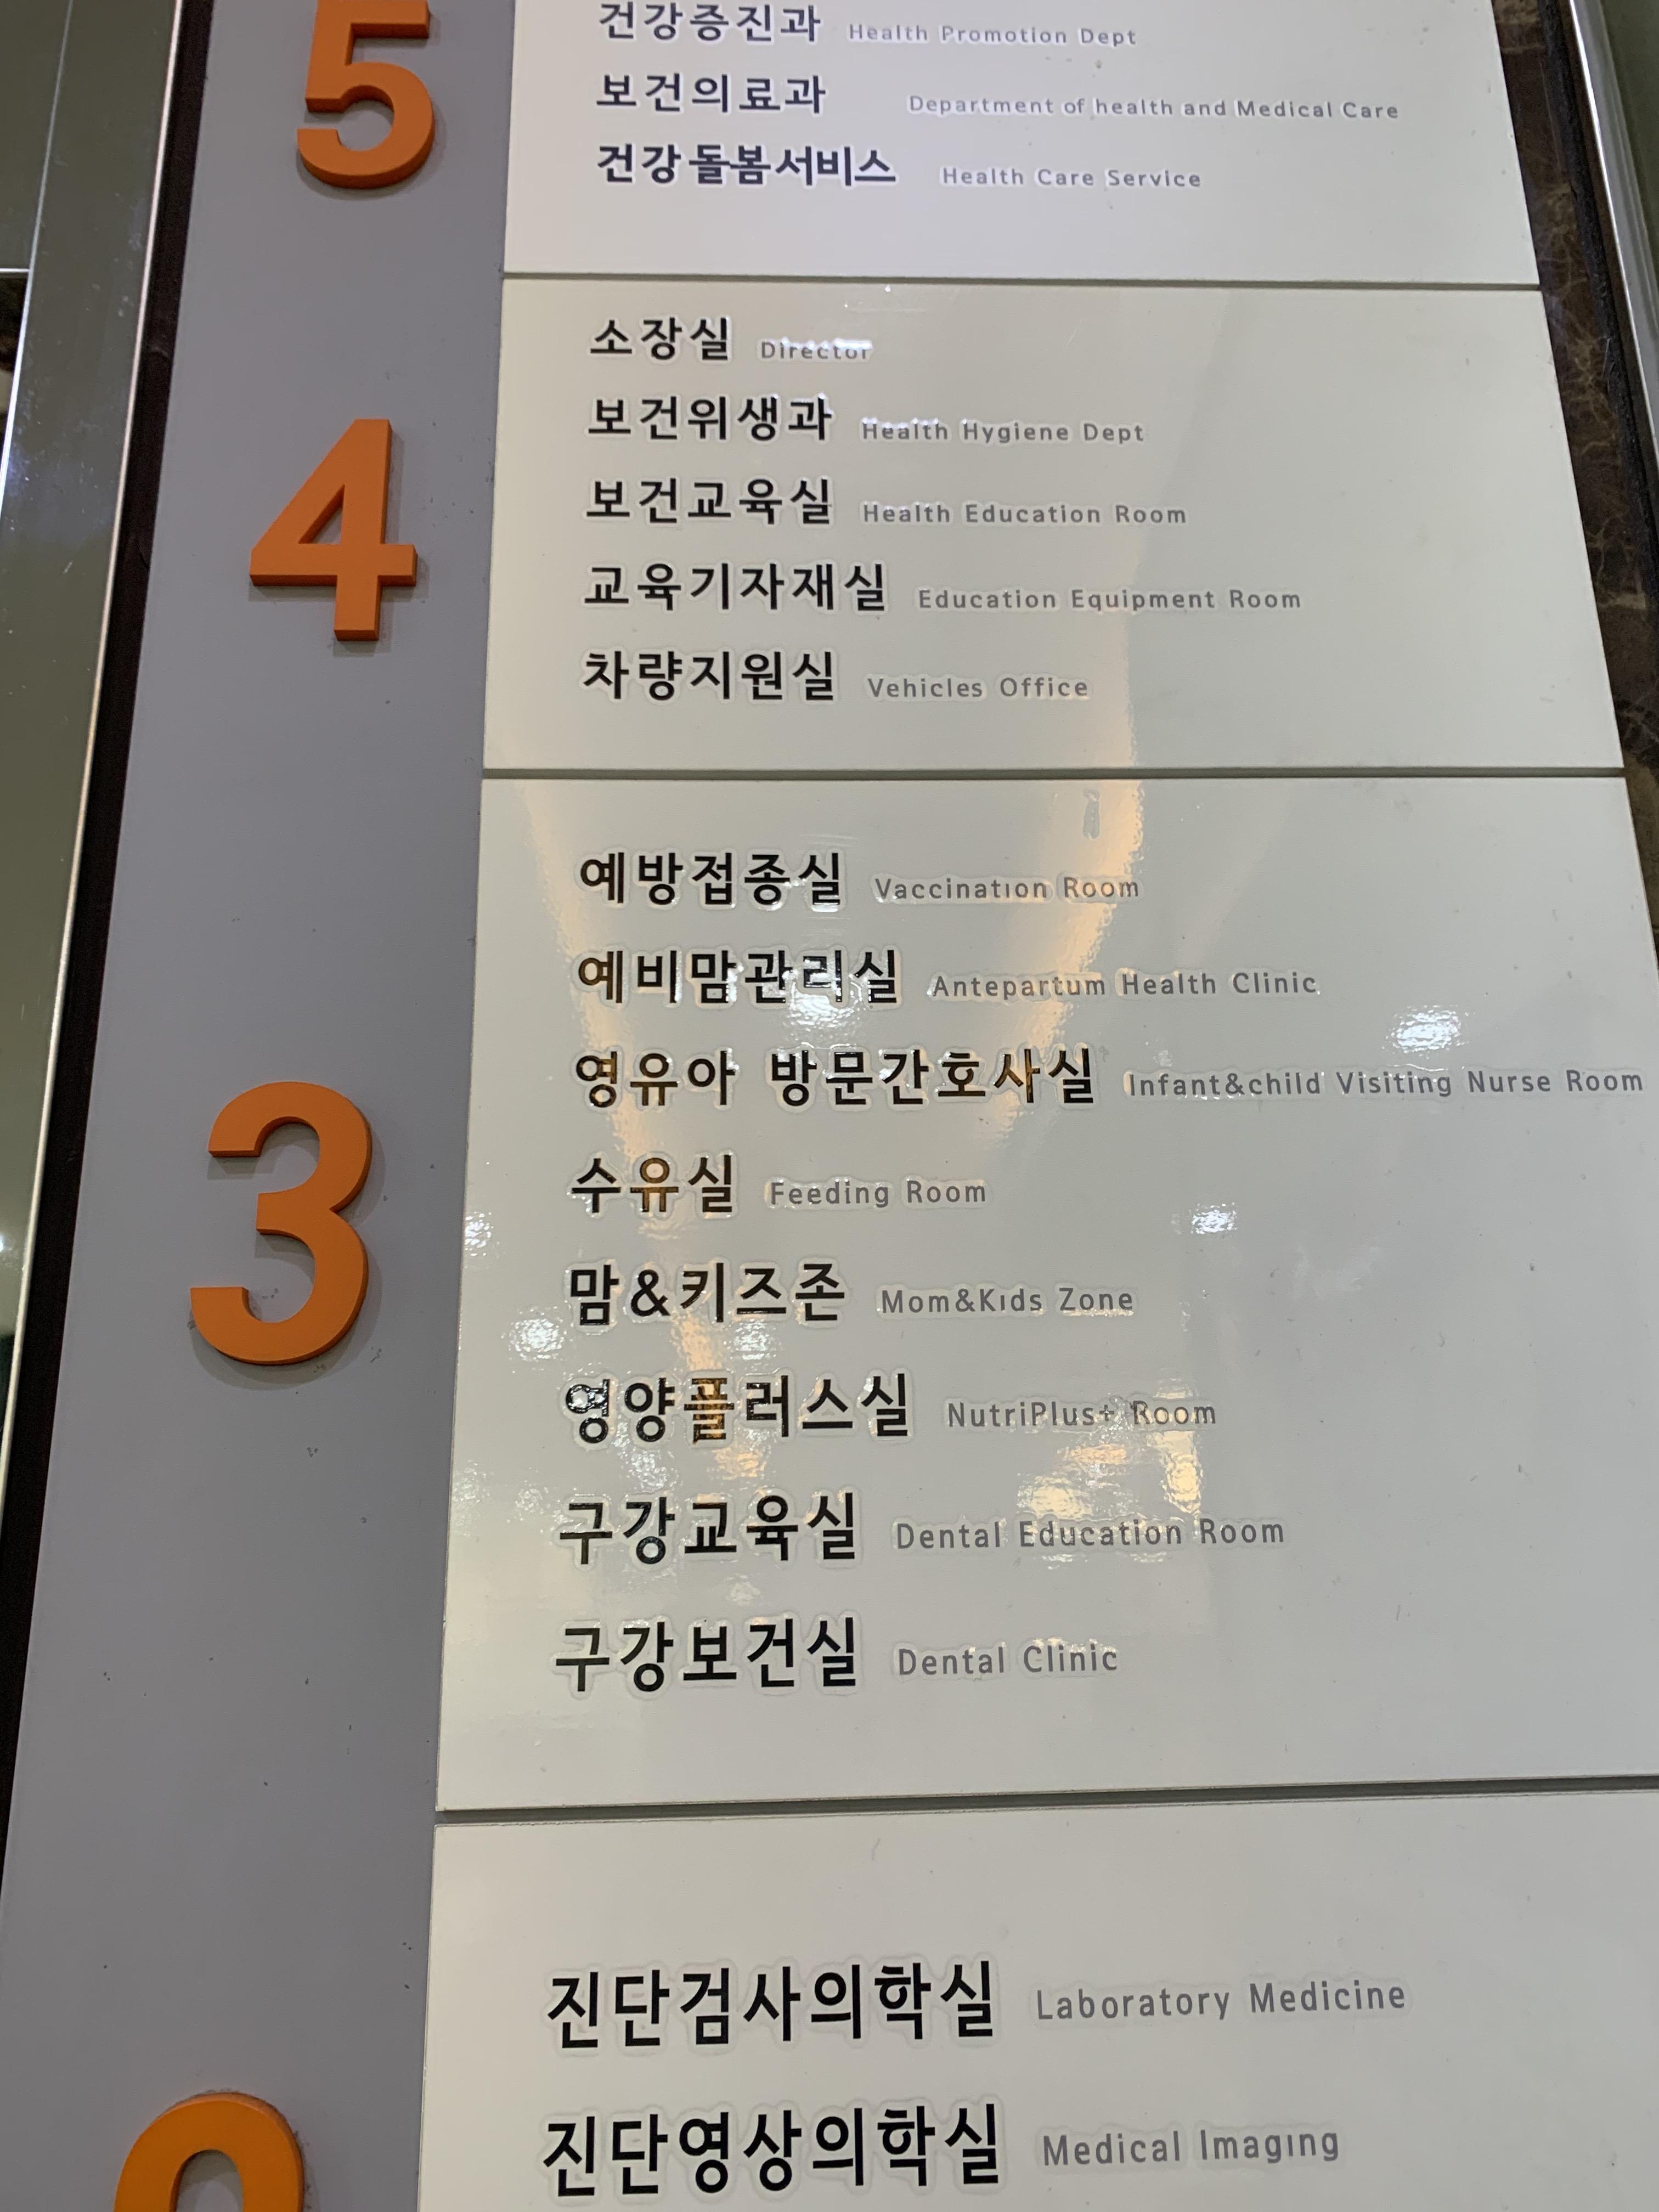 5
건강증진과 Health Promotion Dept
보건의료과 Department of health and Medical Care
건강돌봄서비스 Health Care Service
4
소장실 Director
보건위생과 Health Hygiene Dept
보건교육실 Health Education Room
교육기자재실 Education Equipment Room
차량지원실 Vehicles Office
3
예방접종실 Vaccination Room
예비맘관리실 Antepartum Health Clinic
영유아 방문간호사실 Infant&child Visiting Nurse Room
수유실 Feeding Room
맘&키즈존 Mom&Kids Zone
영양플러스실 NutriPlus+ Room
구강교육실 Dental Education Room
구강보건실 Dental Clinic
진단검사의학실 Laboratory Medicine
진단영상의학실 Medical Imaging